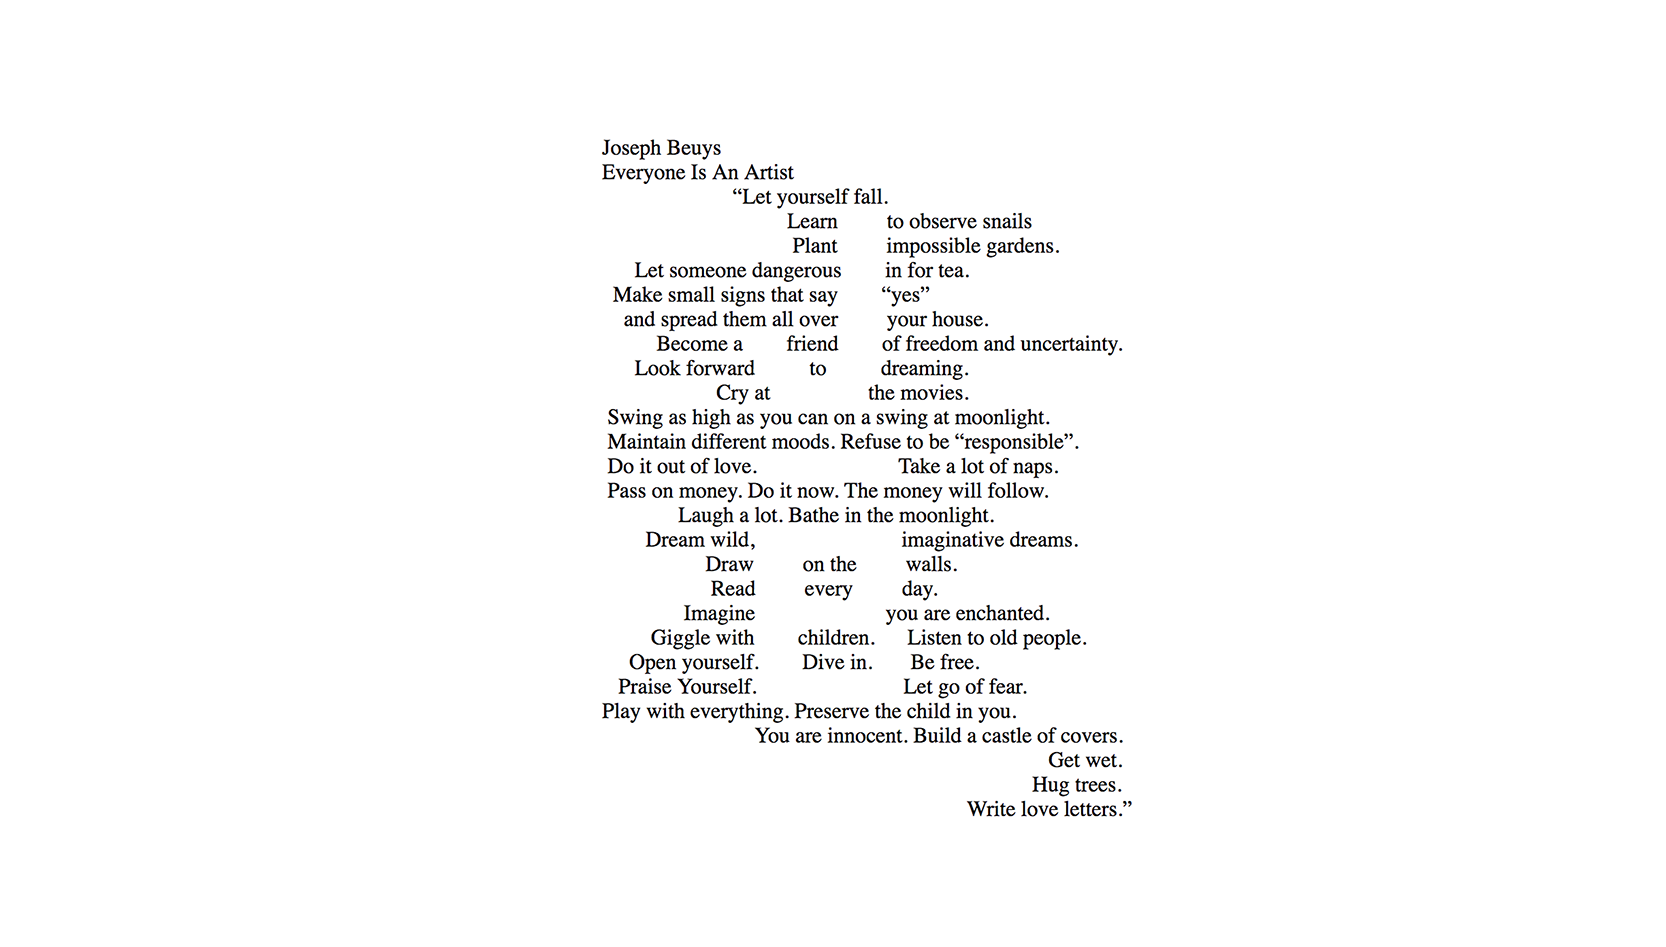 Joseph Beuys
Everyone Is An Artist
“Let yourself fall.
Learn to observe snails
Plant impossible gardens.
Let someone dangerous in for tea.
Make small signs that say “yes”
and spread them all over your house.
Become a friend of freedom and uncertainty.
Look forward to dreaming.
Cry at the movies.
Swing as high as you can on a swing at moonlight.
Maintain different moods. Refuse to be “responsible”.
Do it out of love. Take a lot of naps.
Pass on money. Do it now. The money will follow.
Laugh a lot. Bathe in the moonlight.
Dream wild, imaginative dreams.
Draw on the walls.
Read every day.
Imagine you are enchanted.
Giggle with children. Listen to old people.
Open yourself. Dive in. Be free.
Praise Yourself. Let go of fear.
Play with everything. Preserve the child in you.
You are innocent. Build a castle of covers.
Get wet.
Hug trees.
Write love letters.”